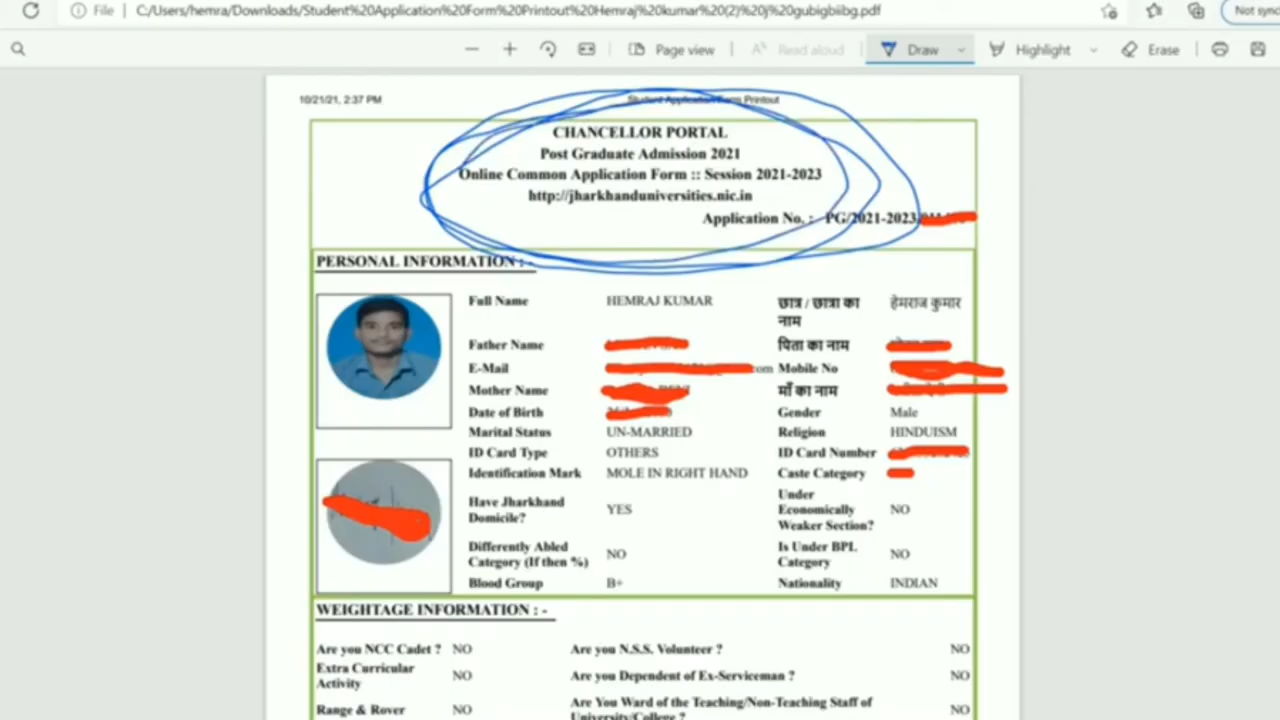 File | C:/Users/hemra/Downloads/Student%20Application%20Form%20Printout%20Hemraj%20kumar%20(2)%20j%20gubigbiibg.pdf
Not sync
Page view
Read aloud
Draw
Highlight
Erase
10/21/21, 2:37 PM Student Application Form Printout
CHANCELLOR PORTAL
Post Graduate Admission 2021
Online Common Application Form :: Session 2021-2023
http://jharkhanduniversities.nic.in
Application No. : PG/2021-2023/
PERSONAL INFORMATION : -
Full Name HEMRAJ KUMAR छात्र / छात्रा का नाम हेमराज कुमार
Father Name पिता का नाम
E-Mail com Mobile No
Mother Name माँ का नाम
Date of Birth Gender Male
Marital Status UN-MARRIED Religion HINDUISM
ID Card Type OTHERS ID Card Number
Identification Mark MOLE IN RIGHT HAND Caste Category
Have Jharkhand Domicile? YES Under Economically Weaker Section? NO
Differently Abled Category (If then %) NO Is Under BPL Category NO
Blood Group B+ Nationality INDIAN
WEIGHTAGE INFORMATION : -
Are you NCC Cadet ? NO Are you N.S.S. Volunteer ? NO
Extra Curricular Activity NO Are you Dependent of Ex-Serviceman ? NO
Range & Rover NO Are You Ward of the Teaching/Non-Teaching Staff of University/College ? NO